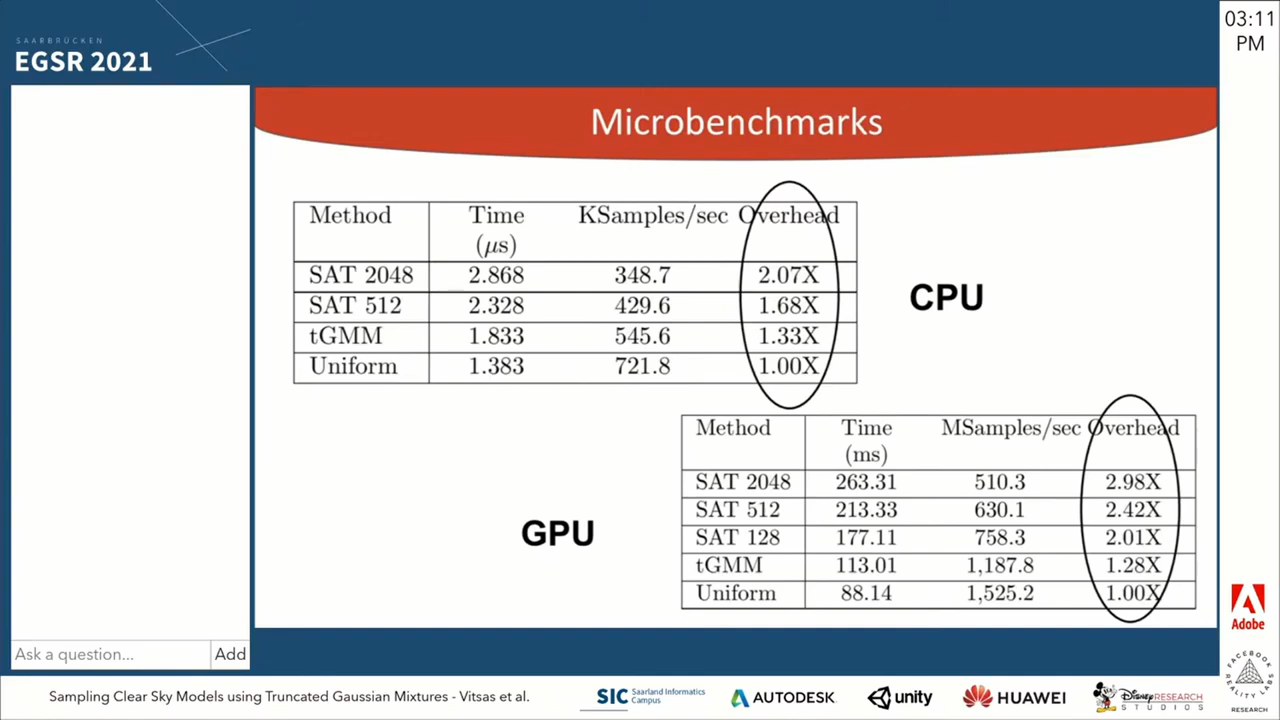 03:11
PM
SAARBRÜCKEN
EGSR 2021
Microbenchmarks
Method Time KSamples/sec Overhead
(μs)
SAT 2048 2.868 348.7 2.07X
SAT 512 2.328 429.6 1.68X
tGMM 1.833 545.6 1.33X
Uniform 1.383 721.8 1.00X
CPU
Method Time MSamples/sec Overhead
(ms)
SAT 2048 263.31 510.3 2.98X
SAT 512 213.33 630.1 2.42X
SAT 128 177.11 758.3 2.01X
tGMM 113.01 1,187.8 1.28X
Uniform 88.14 1,525.2 1.00X
GPU
Ask a question... Add
Adobe
Sampling Clear Sky Models using Truncated Gaussian Mixtures - Vitsas et al.
SIC Saarland Informatics
Campus
AUTODESK.
unity
HUAWEI
Disney RESEARCH
STUDIOS
FACEBOOK
REALITY LABS
RESEARCH